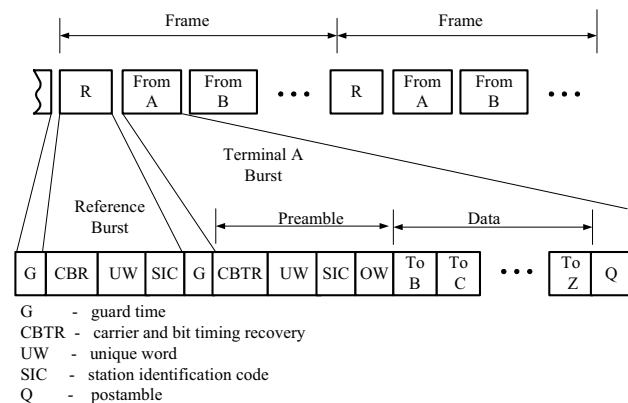 Frame Frame
R From A From B • • • R From A From B • • •
Terminal A
Burst
Reference
Burst
Preamble Data
G CBR UW SIC G CBTR UW SIC OW To B To C • • • To Z Q
G - guard time
CBTR - carrier and bit timing recovery
UW - unique word
SIC - station identification code
Q - postamble